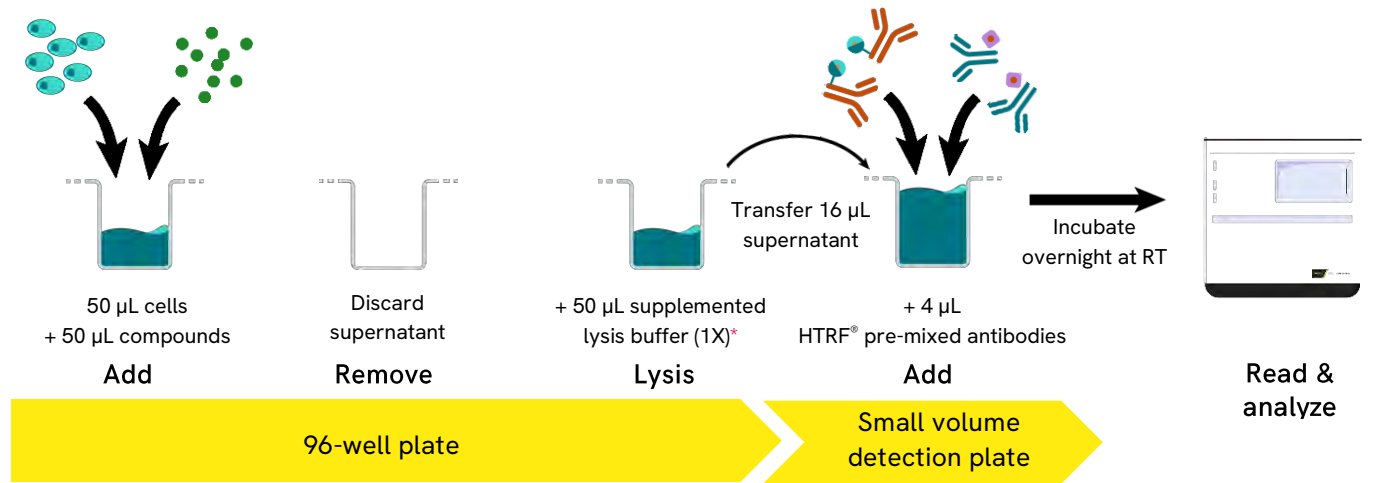 Transfer 16 µL
supernatant
Incubate
overnight at RT
50 µL cells
+ 50 µL compounds
Add
Discard
supernatant
Remove
+ 50 µL supplemented
lysis buffer (1X)*
Lysis
+ 4 µL
HTRF® pre-mixed antibodies
Add
Read &
analyze
96-well plate
Small volume
detection plate